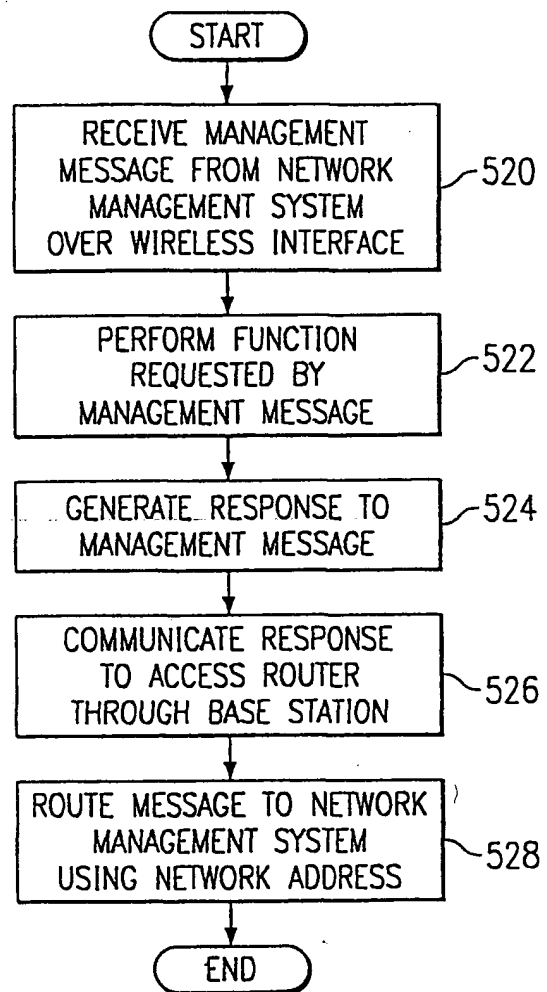 START
RECEIVE MANAGEMENT
MESSAGE FROM NETWORK
MANAGEMENT SYSTEM
OVER WIRELESS INTERFACE
520
PERFORM FUNCTION
REQUESTED BY
MANAGEMENT MESSAGE
522
GENERATE RESPONSE TO
MANAGEMENT MESSAGE
524
COMMUNICATE RESPONSE
TO ACCESS ROUTER
THROUGH BASE STATION
526
ROUTE MESSAGE TO NETWORK
MANAGEMENT SYSTEM
USING NETWORK ADDRESS
528
END